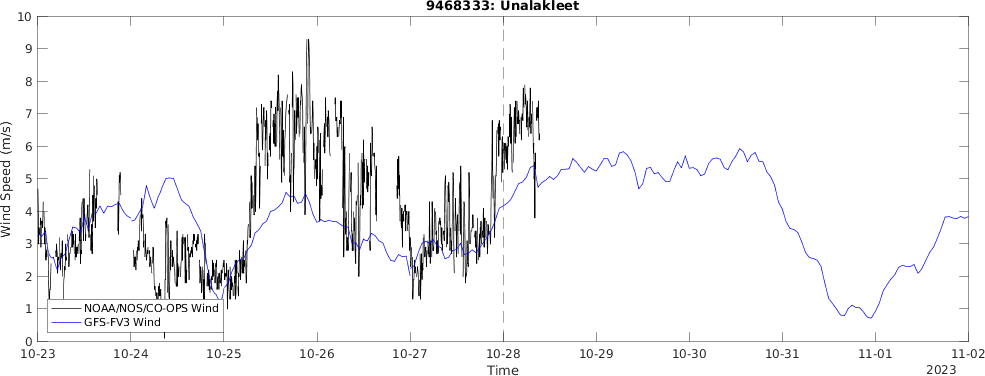 9468333: Unalakleet
10
9
8
7
6
5
4
3
2
1
0
Wind Speed (m/s)
NOAA/NOS/CO-OPS Wind
GFS-FV3 Wind
10-23 10-24 10-25 10-26 10-27 10-28 10-29 10-30 10-31 11-01 11-02
Time
2023